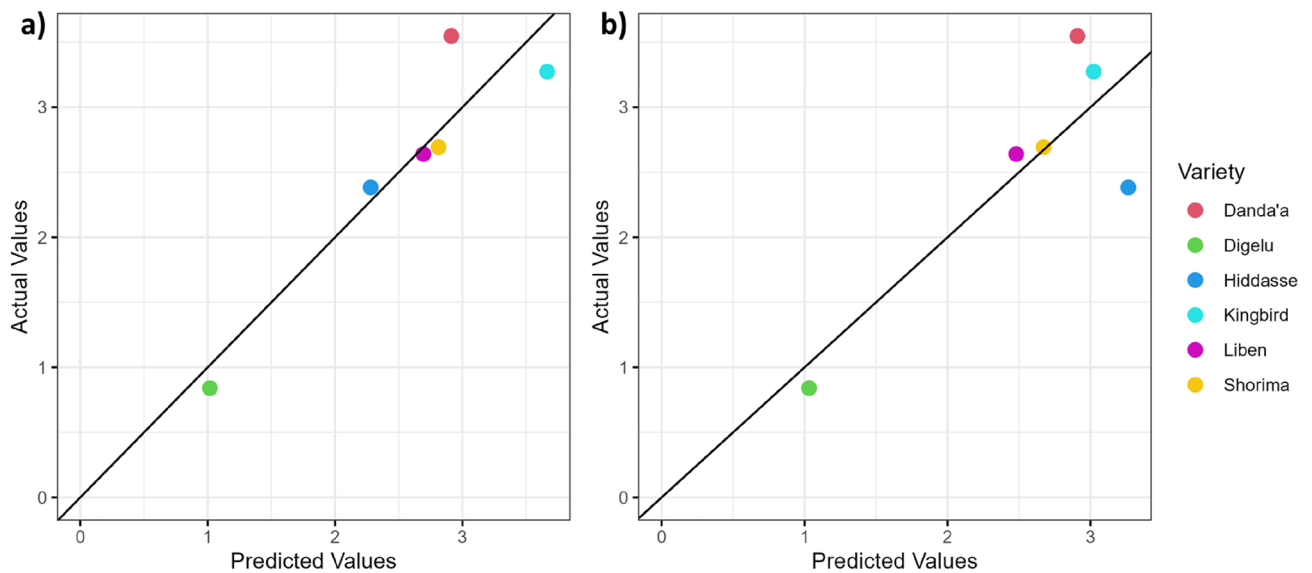 a)
Actual Values
3
2
1
0
0 1 2 3
Predicted Values
b)
Actual Values
3
2
1
0
0 1 2 3
Predicted Values
Variety
Danda'a
Digelu
Hiddasse
Kingbird
Liben
Shorima